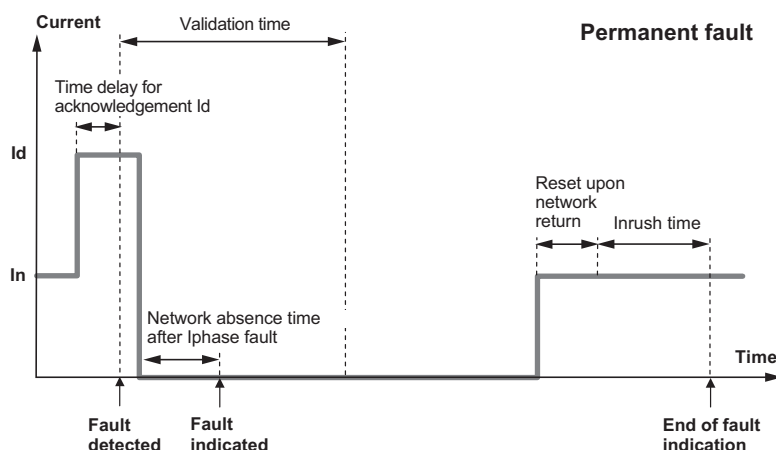 Current
Validation time
Permanent fault
Time delay for
acknowledgement Id
Id
Reset upon
network
return
Inrush time
In
Network absence time
after Iphase fault
Time
Fault
detected
Fault
indicated
End of fault
indication